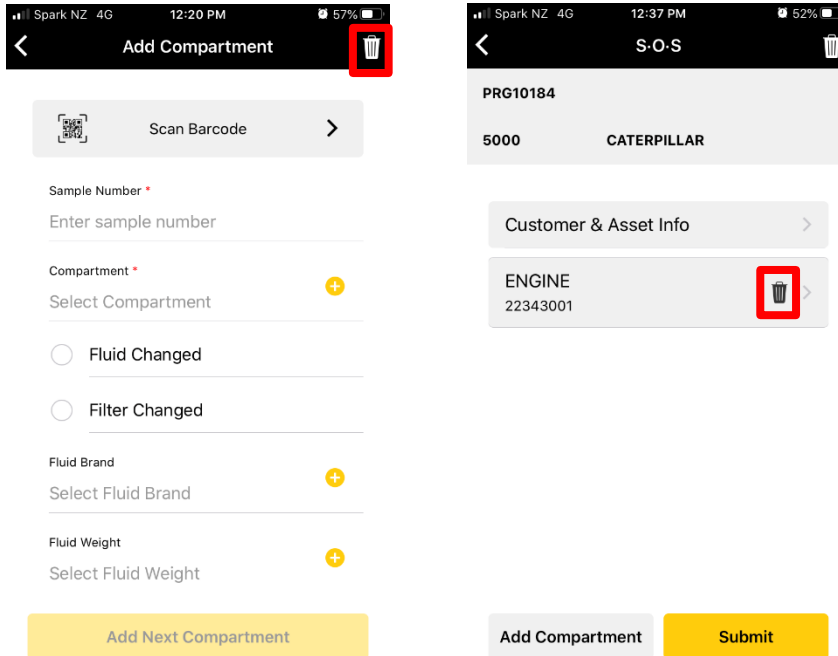 Spark NZ 4G 12:20 PM 57%
Add Compartment
Scan Barcode
Sample Number *
Enter sample number
Compartment *
Select Compartment
Fluid Changed
Filter Changed
Fluid Brand
Select Fluid Brand
Fluid Weight
Select Fluid Weight
Add Next Compartment
Spark NZ 4G 12:37 PM 52%
S·O·S
PRG10184
5000 CATERPILLAR
Customer & Asset Info
ENGINE
22343001
Add Compartment Submit